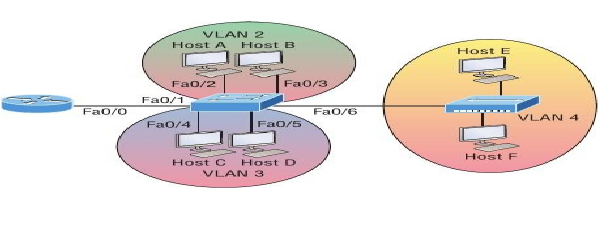 VLAN 2
Host A Host B
Fa0/2 Fa0/3
Fa0/0 Fa0/1
Fa0/4 Fa0/5
Fa0/6
Host C Host D
VLAN 3
Host E
VLAN 4
Host F